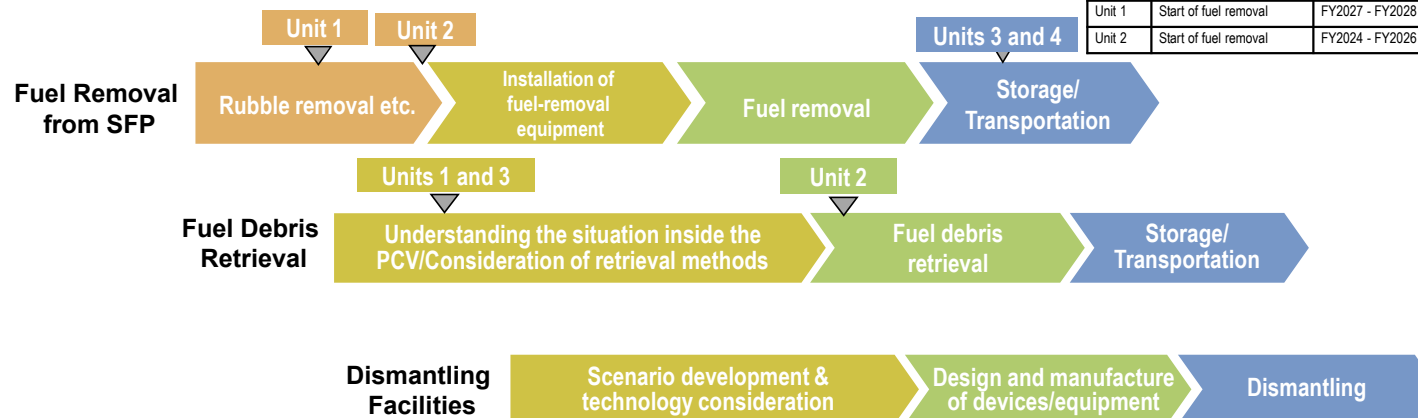 Unit 1 Start of fuel removal FY2027 - FY2028
Unit 2 Start of fuel removal FY2024 - FY2026
Unit 1
Unit 2
Units 3 and 4
Fuel Removal
from SFP
Rubble removal etc.
Installation of
fuel-removal
equipment
Fuel removal
Storage/
Transportation
Units 1 and 3
Unit 2
Fuel Debris
Retrieval
Understanding the situation inside the
PCV/Consideration of retrieval methods
Fuel debris
retrieval
Storage/
Transportation
Dismantling
Facilities
Scenario development &
technology consideration
Design and manufacture
of devices/equipment
Dismantling